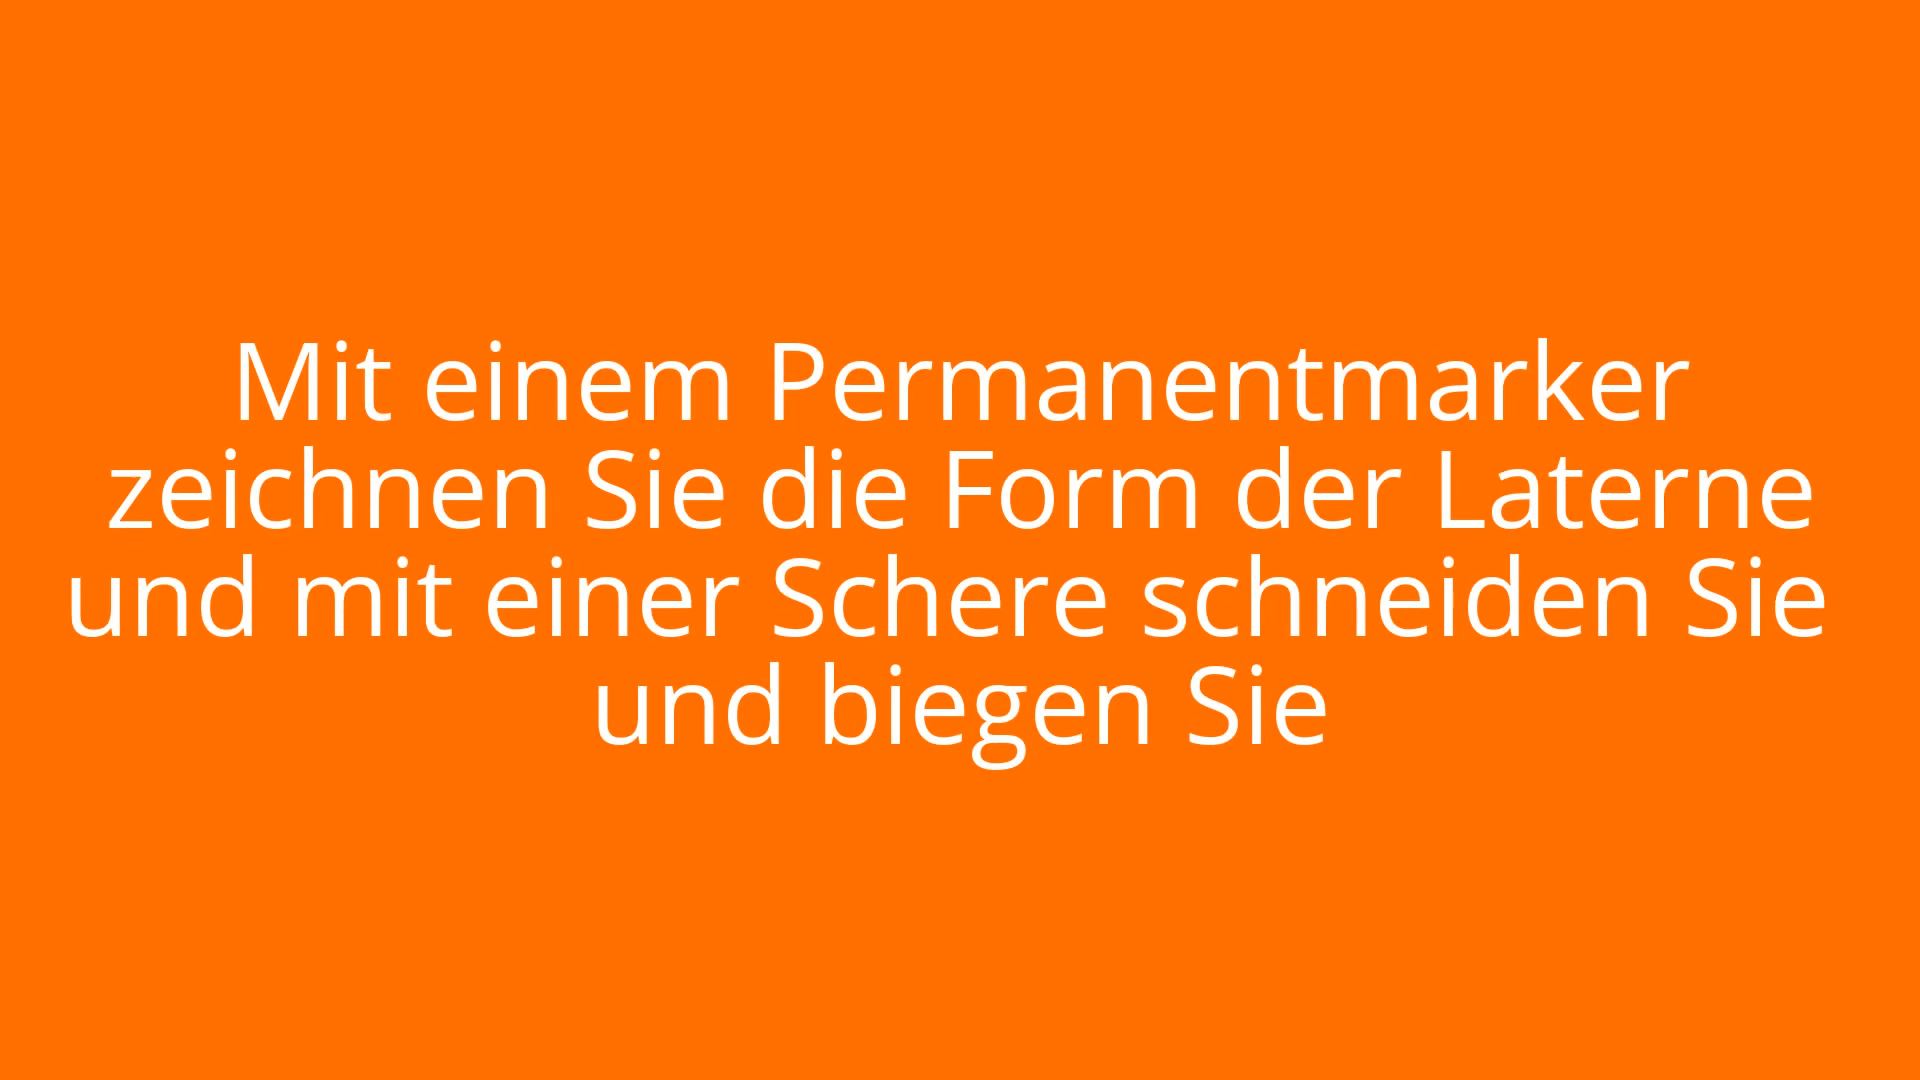 Mit einem Permanentmarker
zeichnen Sie die Form der Laterne
und mit einer Schere schneiden Sie
und biegen Sie